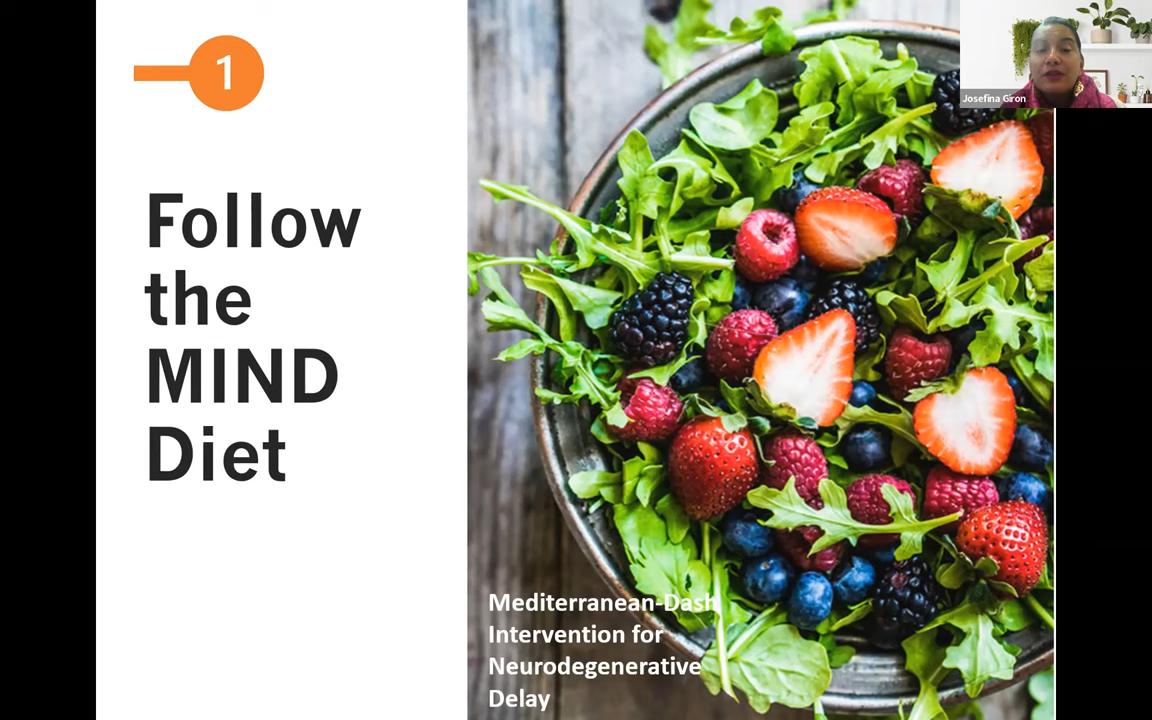 1
Follow
the
MIND
Diet
Mediterranean-Dash
Intervention for
Neurodegenerative
Delay
Josefina Giron